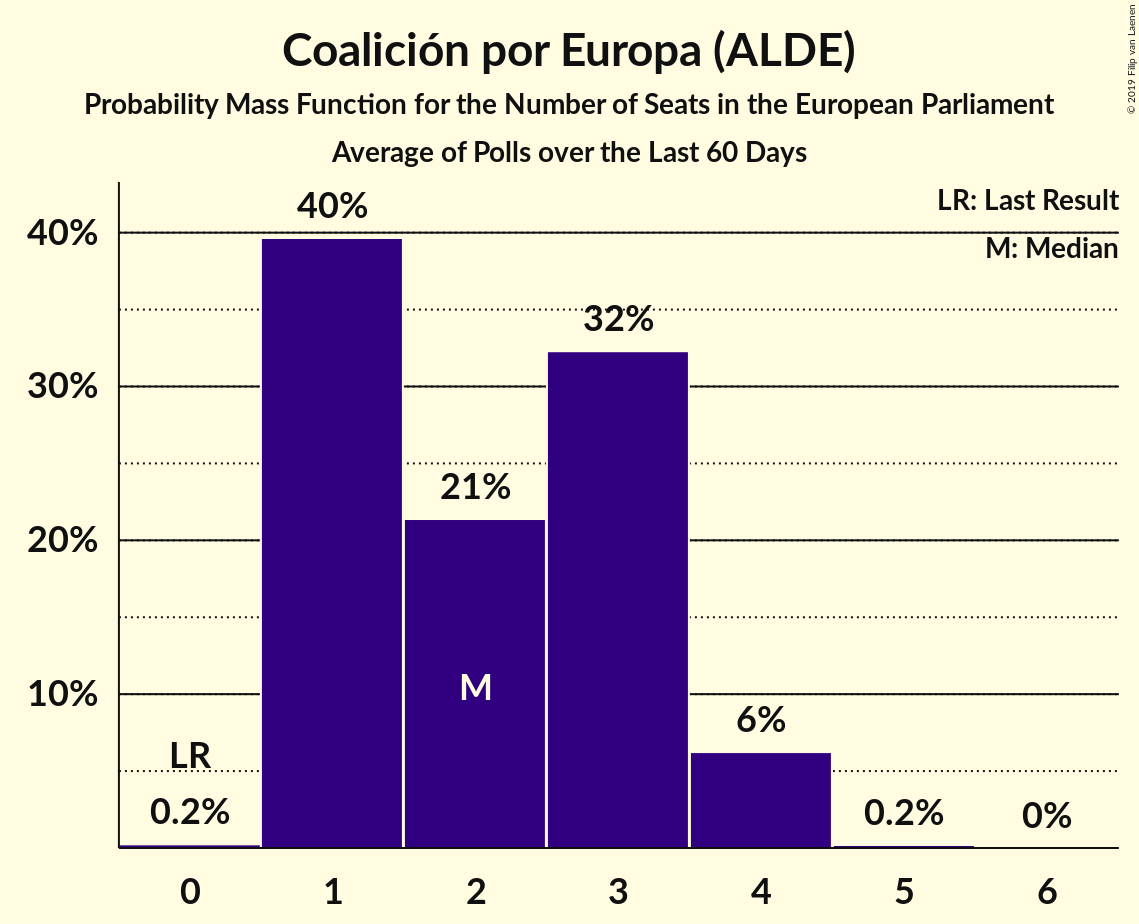 Coalición por Europa (ALDE)
Probability Mass Function for the Number of Seats in the European Parliament
Average of Polls over the Last 60 Days
© 2019 Filip van Laenen
LR: Last Result
M: Median
40%
30%
20%
10%
40%
32%
21%
M
6%
LR
0.2%
0.2%
0%
0 1 2 3 4 5 6